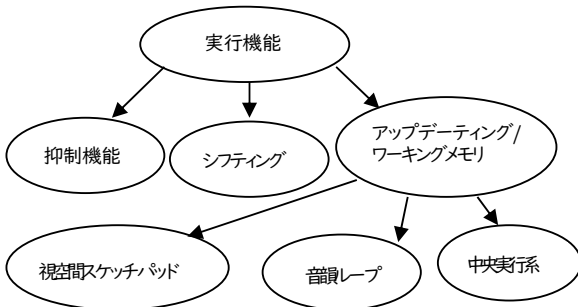 実行機能
抑制機能
シフティング
アップデーティング/
ワーキングメモリ
視空間スケッチパッド
音韻ループ
中央実行系